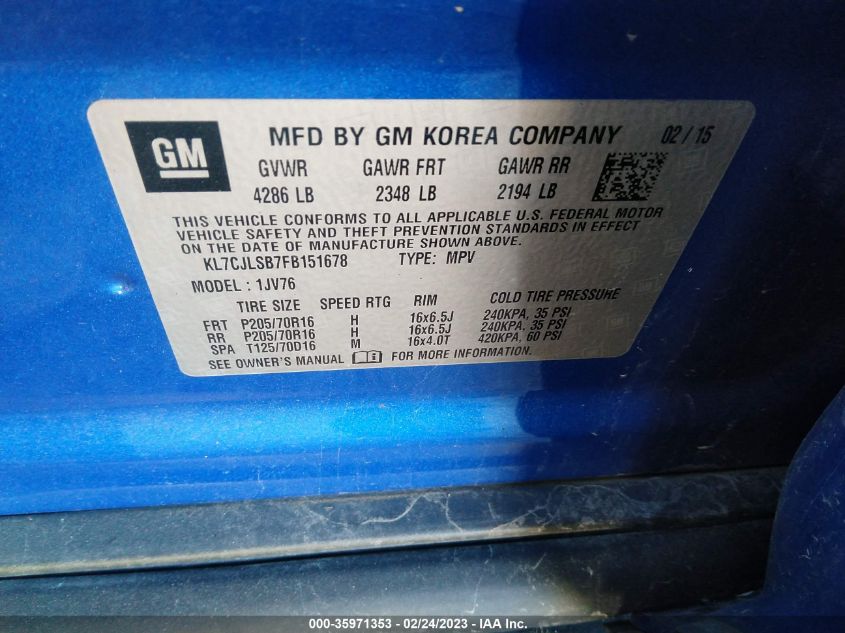 GM
MFD BY GM KOREA COMPANY 02 / 15
GVWR GAWR FRT GAWR RR
4286 LB 2348 LB 2194 LB
THIS VEHICLE CONFORMS TO ALL APPLICABLE U.S. FEDERAL MOTOR
VEHICLE SAFETY AND THEFT PREVENTION STANDARDS IN EFFECT
ON THE DATE OF MANUFACTURE SHOWN ABOVE.
KL7CJLSB7FB151678 TYPE: MPV
MODEL : 1JV76
TIRE SIZE SPEED RTG RIM COLD TIRE PRESSURE
FRT P205/70R16 H 16x6.5J 240KPA, 35 PSI
RR P205/70R16 H 16x6.5J 240KPA, 35 PSI
SPA T125/70D16 M 16x4.0T 420KPA, 60 PSI
SEE OWNER'S MANUAL FOR MORE INFORMATION.
000-35971353 - 02/24/2023 - IAA Inc.